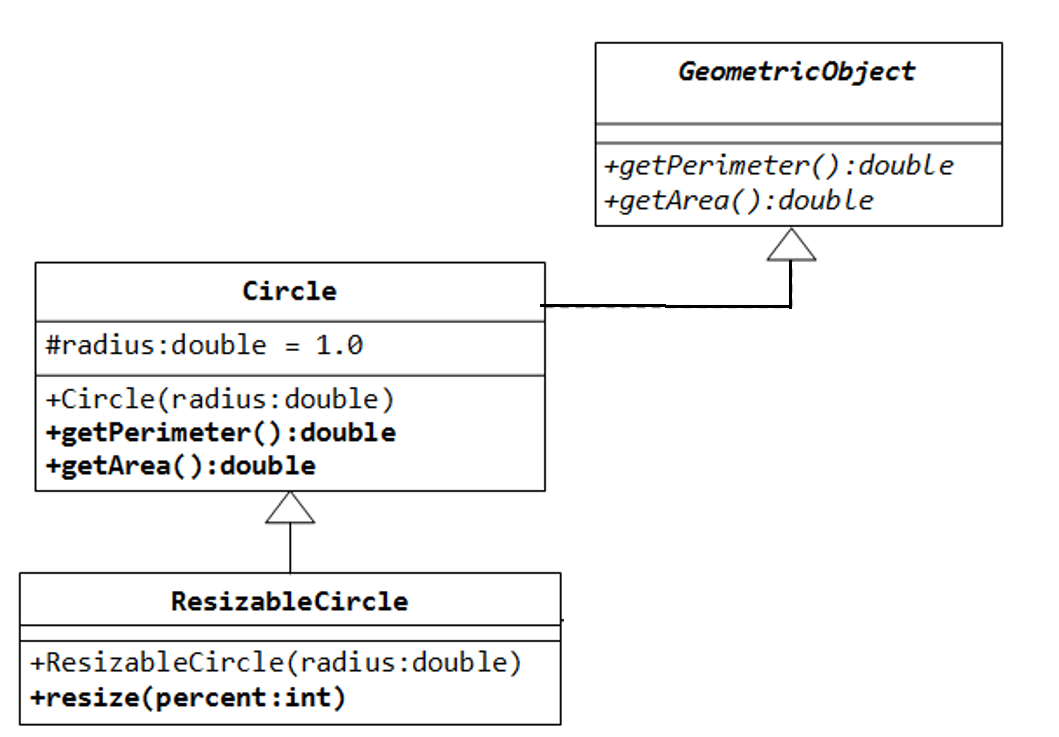 GeometricObject
+getPerimeter():double
+getArea():double
Circle
#radius:double = 1.0
+Circle(radius:double)
+getPerimeter():double
+getArea():double
ResizableCircle
+ResizableCircle(radius:double)
+resize(percent:int)